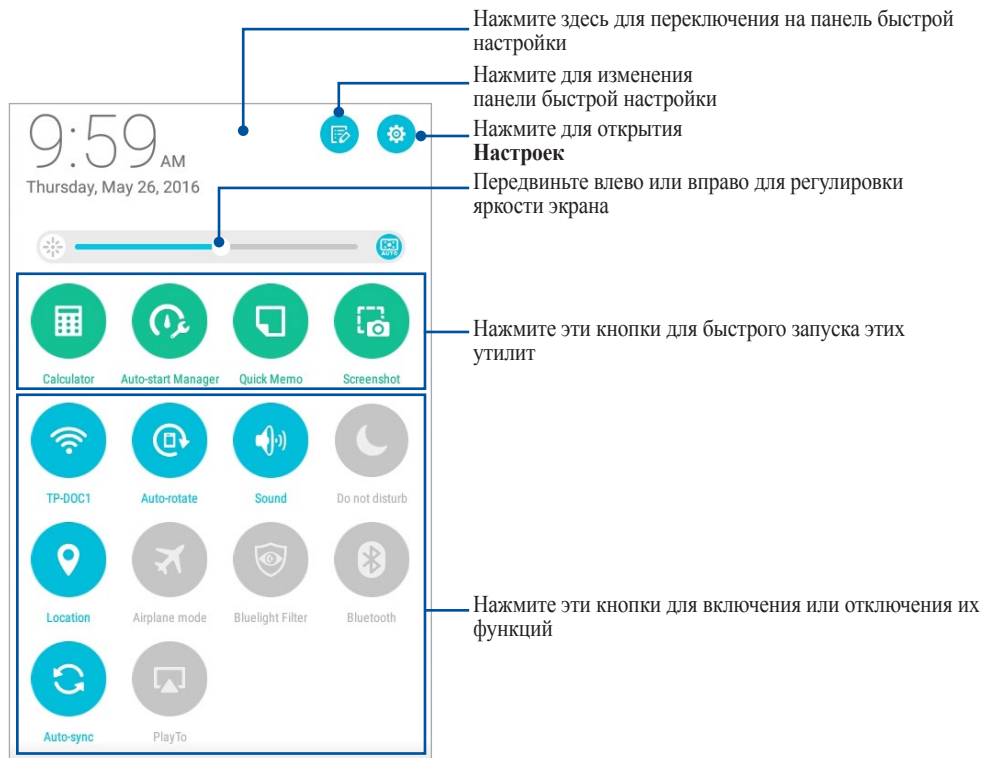 Нажмите здесь для переключения на панель быстрой
настройки
Нажмите для изменения
панели быстрой настройки
Нажмите для открытия
Настроек
Передвиньте влево или вправо для регулировки
яркости экрана
9:59 AM
Thursday, May 26, 2016
AUTO
Calculator Auto-start Manager Quick Memo Screenshot
Нажмите эти кнопки для быстрого запуска этих
утилит
TP-DOC1 Auto-rotate Sound Do not disturb
Location Airplane mode Bluelight Filter Bluetooth
Нажмите эти кнопки для включения или отключения их
функций
Auto-sync PlayTo